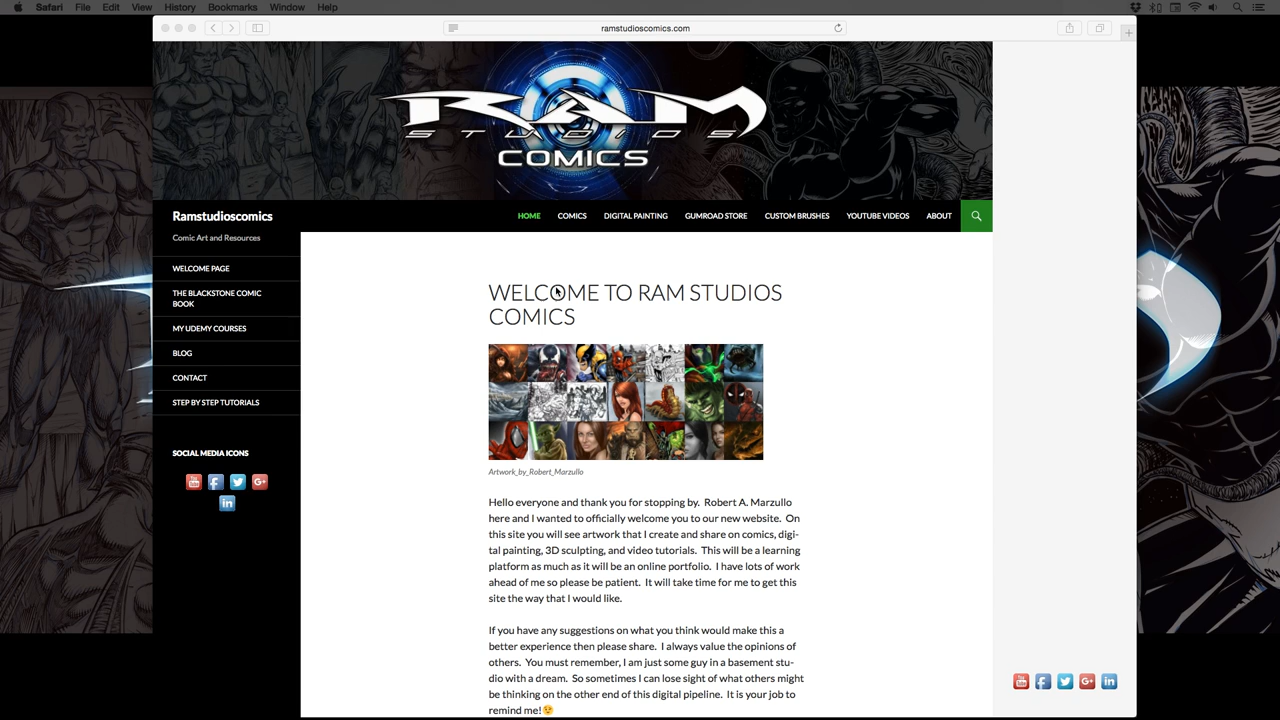 Safari File Edit View History Bookmarks Window Help
ramstudioscomics.com
RAM
STUDIOS
COMICS
Ramstudioscomics
HOME COMICS DIGITAL PAINTING GUMROAD STORE CUSTOM BRUSHES YOUTUBE VIDEOS ABOUT
Comic Art and Resources
WELCOME PAGE
THE BLACKSTONE COMIC
BOOK
MY UDEMY COURSES
BLOG
CONTACT
STEP BY STEP TUTORIALS
SOCIAL MEDIA ICONS
WELCOME TO RAM STUDIOS
COMICS
Artwork_by_Robert_Marzullo
Hello everyone and thank you for stopping by. Robert A. Marzullo
here and I wanted to officially welcome you to our new website. On
this site you will see artwork that I create and share on comics, digi-
tal painting, 3D sculpting, and video tutorials. This will be a learning
platform as much as it will be an online portfolio. I have lots of work
ahead of me so please be patient. It will take time for me to get this
site the way that I would like.
If you have any suggestions on what you think would make this a
better experience then please share. I always value the opinions of
others. You must remember, I am just some guy in a basement stu-
dio with a dream. So sometimes I can lose sight of what others might
be thinking on the other end of this digital pipeline. It is your job to
remind me!😉